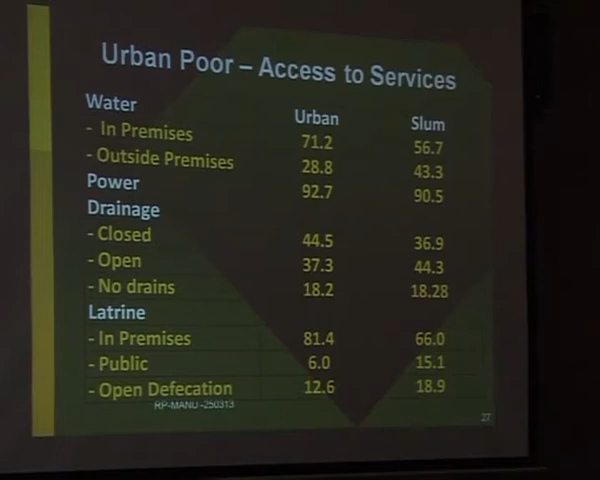 Urban Poor – Access to Services
Water Urban Slum
- In Premises 71.2 56.7
- Outside Premises 28.8 43.3
Power 92.7 90.5
Drainage
- Closed 44.5 36.9
- Open 37.3 44.3
- No drains 18.2 18.28
Latrine
- In Premises 81.4 66.0
- Public 6.0 15.1
- Open Defecation 12.6 18.9
RP-MANU -250313
27